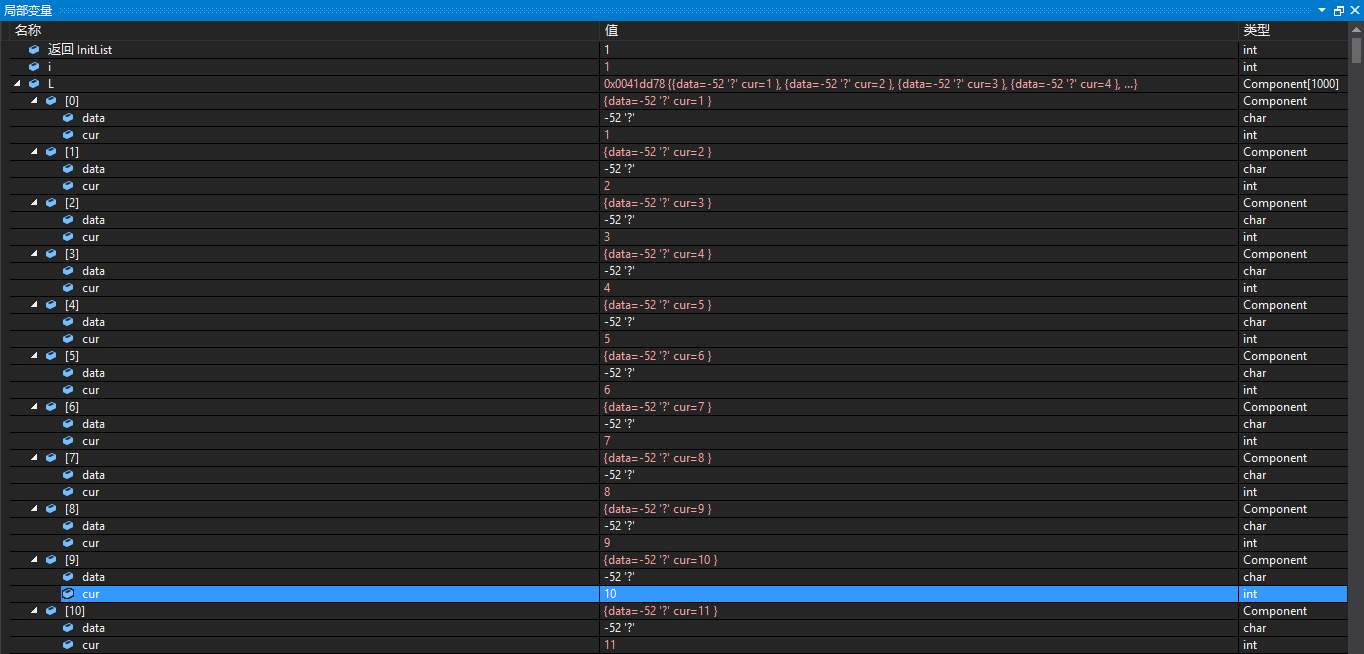 局部变量
名称 值 类型
返回 InitList 1 int
i 1 int
L 0x0041dd78 {{data=-52 '?' cur=1 }, {data=-52 '?' cur=2 }, {data=-52 '?' cur=3 }, {data=-52 '?' cur=4 }, ...} Component[1000]
[0] {data=-52 '?' cur=1 } Component
data -52 '?' char
cur 1 int
[1] {data=-52 '?' cur=2 } Component
data -52 '?' char
cur 2 int
[2] {data=-52 '?' cur=3 } Component
data -52 '?' char
cur 3 int
[3] {data=-52 '?' cur=4 } Component
data -52 '?' char
cur 4 int
[4] {data=-52 '?' cur=5 } Component
data -52 '?' char
cur 5 int
[5] {data=-52 '?' cur=6 } Component
data -52 '?' char
cur 6 int
[6] {data=-52 '?' cur=7 } Component
data -52 '?' char
cur 7 int
[7] {data=-52 '?' cur=8 } Component
data -52 '?' char
cur 8 int
[8] {data=-52 '?' cur=9 } Component
data -52 '?' char
cur 9 int
[9] {data=-52 '?' cur=10 } Component
data -52 '?' char
cur 10 int
[10] {data=-52 '?' cur=11 } Component
data -52 '?' char
cur 11 int